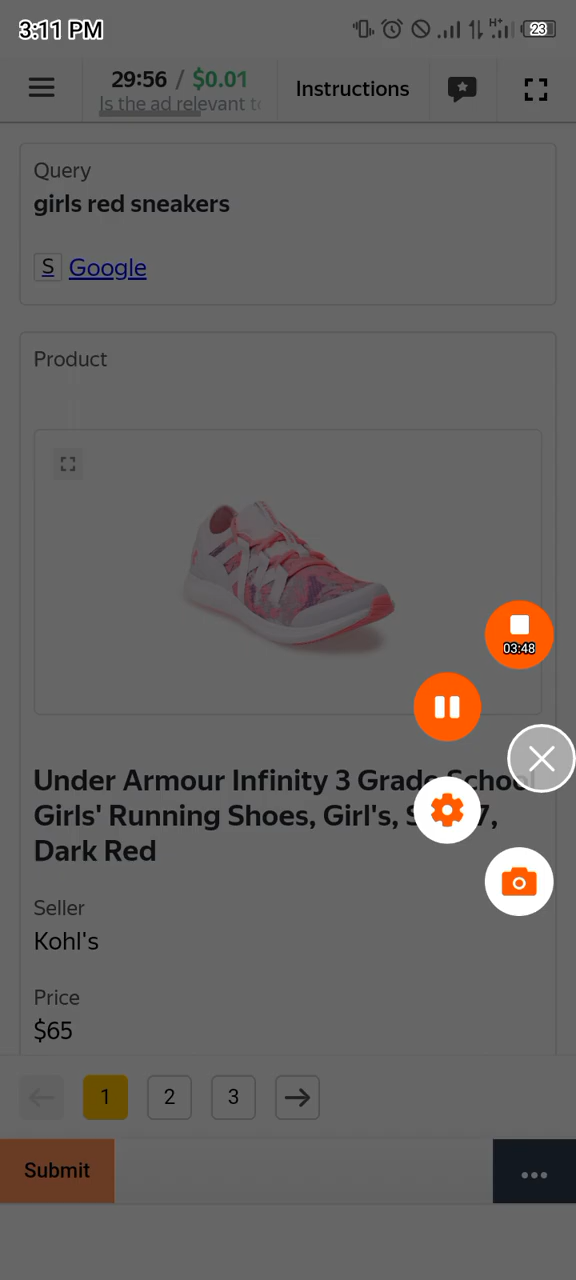 3:11 PM
H+
23
29:56 / $0.01
Is the ad relevant to
Instructions
Query
girls red sneakers
S Google
Product
03:48
Under Armour Infinity 3 Grade School
Girls' Running Shoes, Girl's, 7,
Dark Red
Seller
Kohl's
Price
$65
1
2
3
Submit